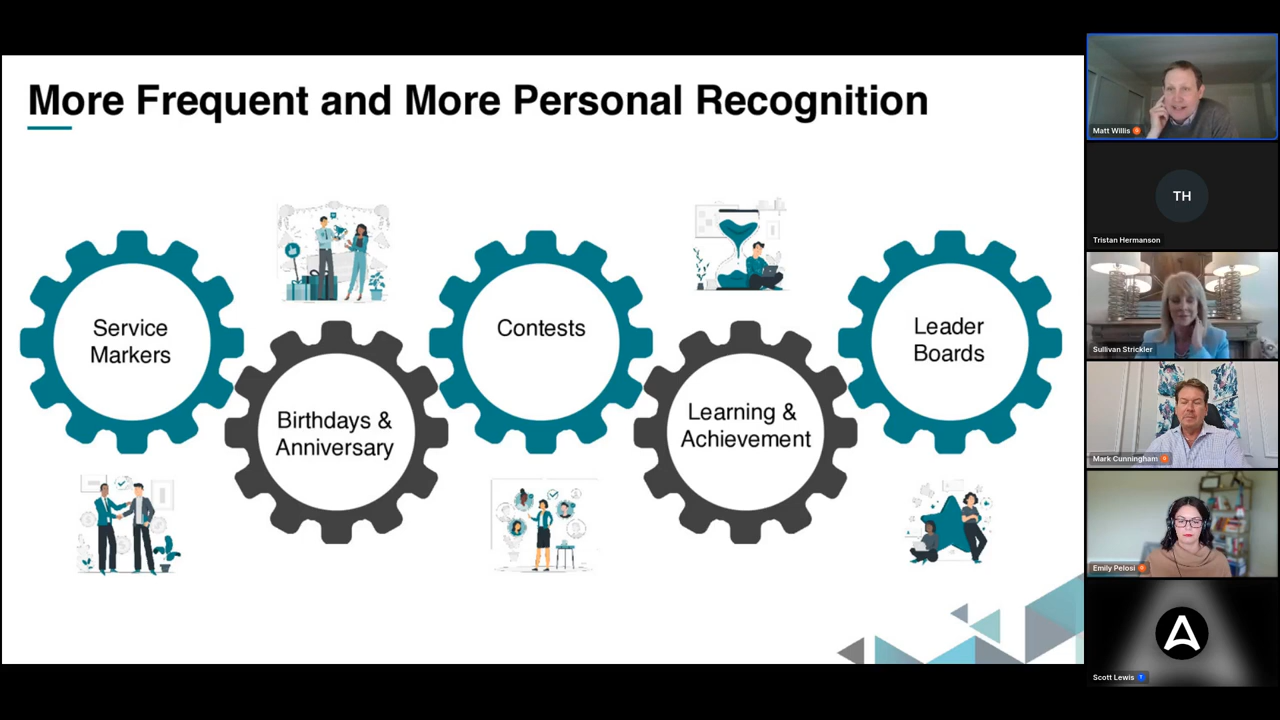 More Frequent and More Personal Recognition
Service
Markers
Birthdays &
Anniversary
Contests
Learning &
Achievement
Leader
Boards
Matt Willis
TH
Tristan Hermanson
Sullivan Strickler
Mark Cunningham
Emily Pelosi
Scott Lewis